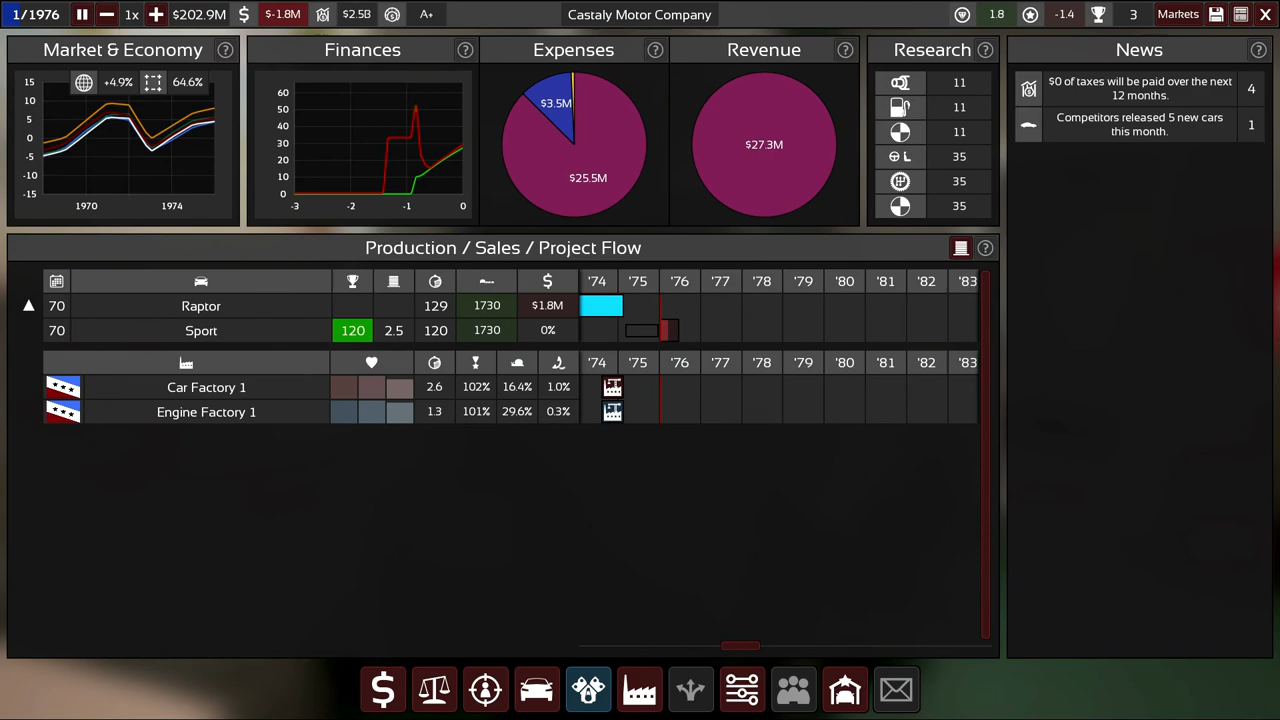 1/1976 1x $202.9M $-1.8M $2.5B A+ Castaly Motor Company 1.8 -1.4 3 Markets
Market & Economy
+4.9% 64.6%
15
10
5
0
-5
-10
-15
1970 1974
Finances
60
50
40
30
20
10
0
-3 -2 -1 0
Expenses
$3.5M
$25.5M
Revenue
$27.3M
Research
11
11
11
35
35
35
News
$0 of taxes will be paid over the next
12 months.
4
Competitors released 5 new cars
this month.
1
Production / Sales / Project Flow
$ '74 '75 '76 '77 '78 '79 '80 '81 '82 '83
70 Raptor 129 1730 $1.8M
70 Sport 120 2.5 120 1730 0%
'74 '75 '76 '77 '78 '79 '80 '81 '82 '83
Car Factory 1 2.6 102% 16.4% 1.0%
Engine Factory 1 1.3 101% 29.6% 0.3%